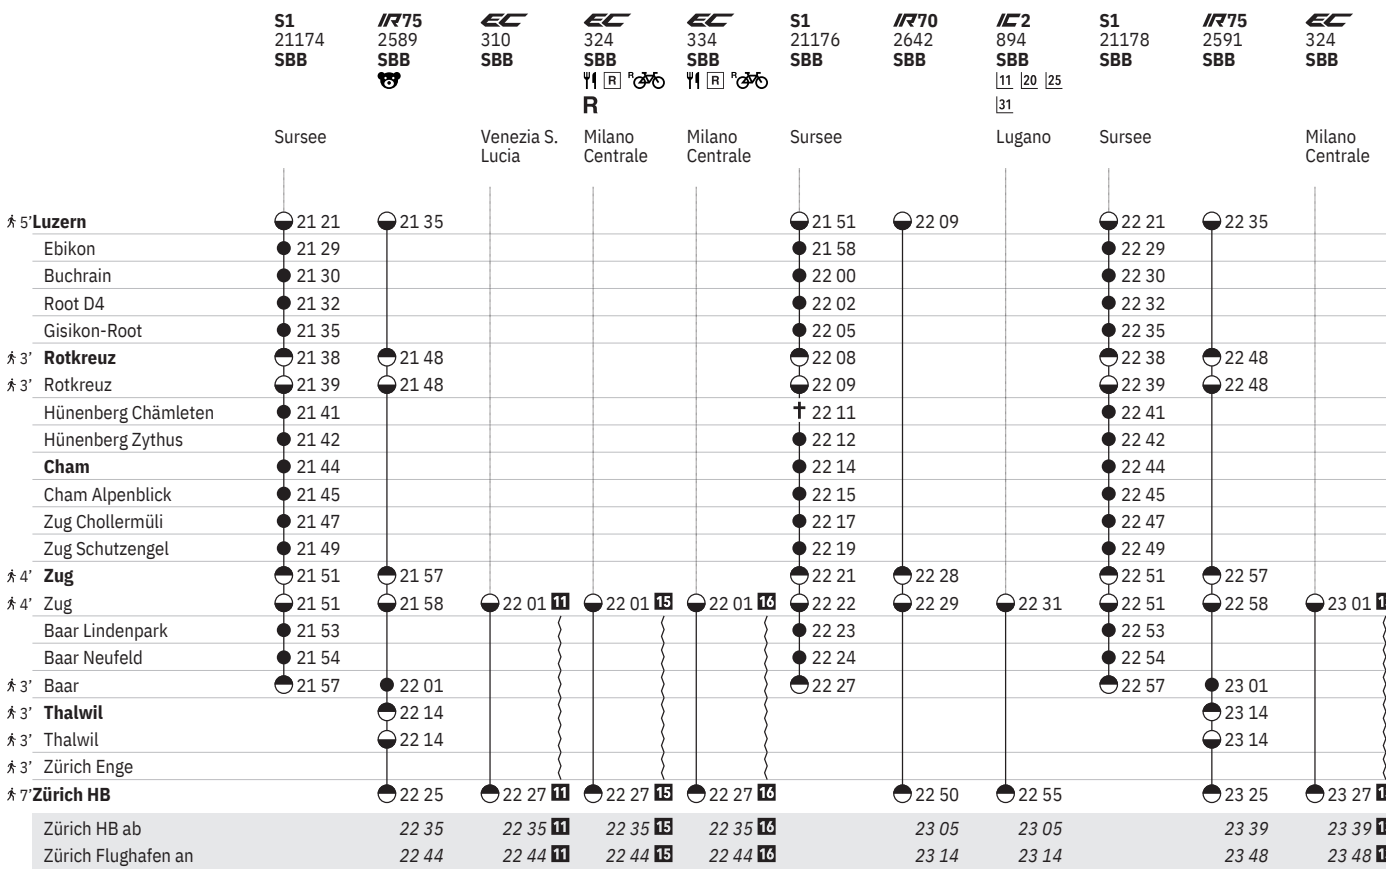 S1 IR75 EC EC EC S1 IR70 IC2 S1 IR75 EC
21174 2589 310 324 334 21176 2642 894 21178 2591 324
SBB SBB SBB SBB SBB SBB SBB SBB SBB SBB SBB
R R R R 11 20 25
R 31
Sursee Venezia S. Milano Milano Sursee Lugano Sursee Milano
Lucia Centrale Centrale Centrale
5' Luzern 21 21 21 35 21 51 22 09 22 21 22 35
Ebikon 21 29 21 58 22 29
Buchrain 21 30 22 00 22 30
Root D4 21 32 22 02 22 32
Gisikon-Root 21 35 22 05 22 35
3' Rotkreuz 21 38 21 48 22 08 22 38 22 48
3' Rotkreuz 21 39 21 48 22 09 22 39 22 48
Hünenberg Chämleten 21 41 22 11 22 41
Hünenberg Zythus 21 42 22 12 22 42
Cham 21 44 22 14 22 44
Cham Alpenblick 21 45 22 15 22 45
Zug Chollermüli 21 47 22 17 22 47
Zug Schutzengel 21 49 22 19 22 49
4' Zug 21 51 21 57 22 21 22 28 22 51 22 57
4' Zug 21 51 21 58 22 01 11 22 01 15 22 01 16 22 22 22 29 22 31 22 51 22 58 23 01
Baar Lindenpark 21 53 22 23 22 53
Baar Neufeld 21 54 22 24 22 54
3' Baar 21 57 22 01 22 27 22 57 23 01
3' Thalwil 22 14 23 14
3' Thalwil 22 14 23 14
3' Zürich Enge
7' Zürich HB 22 25 22 27 11 22 27 15 22 27 16 22 50 22 55 23 25 23 27
Zürich HB ab 22 35 22 35 11 22 35 15 22 35 16 23 05 23 05 23 39 23 39
Zürich Flughafen an 22 44 22 44 11 22 44 15 22 44 16 23 14 23 14 23 48 23 48